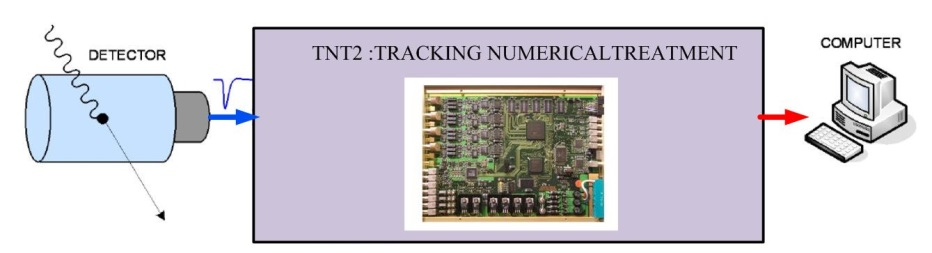 DETECTOR
TNT2 :TRACKING NUMERICALTREATMENT
COMPUTER